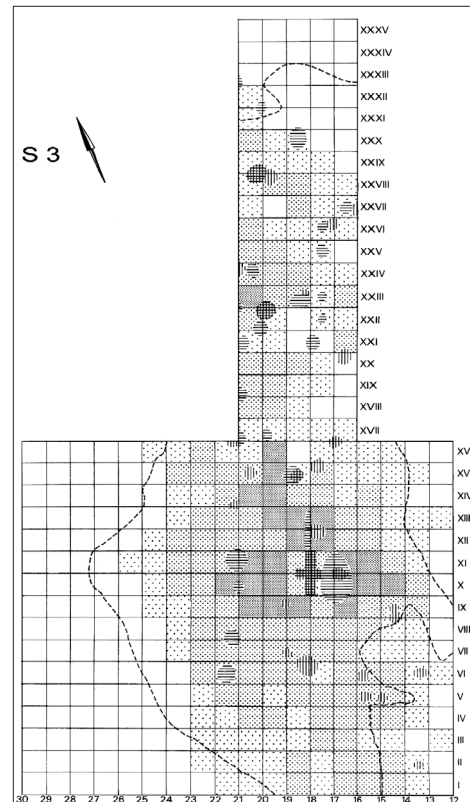 XXXV
XXXIV
XXXIII
XXXII
XXXI
XXX
S 3
XXIX
XXVIII
XXVII
XXVI
XXV
XXIV
XXIII
XXII
XXI
XX
XIX
XVIII
XVII
XV
XV
XIV
XIII
XII
XI
X
IX
VIII
VII
VI
V
IV
III
II
I
30 29 28 27 26 25 24 23 22 21 20 19 18 17 16 15 14 13 12